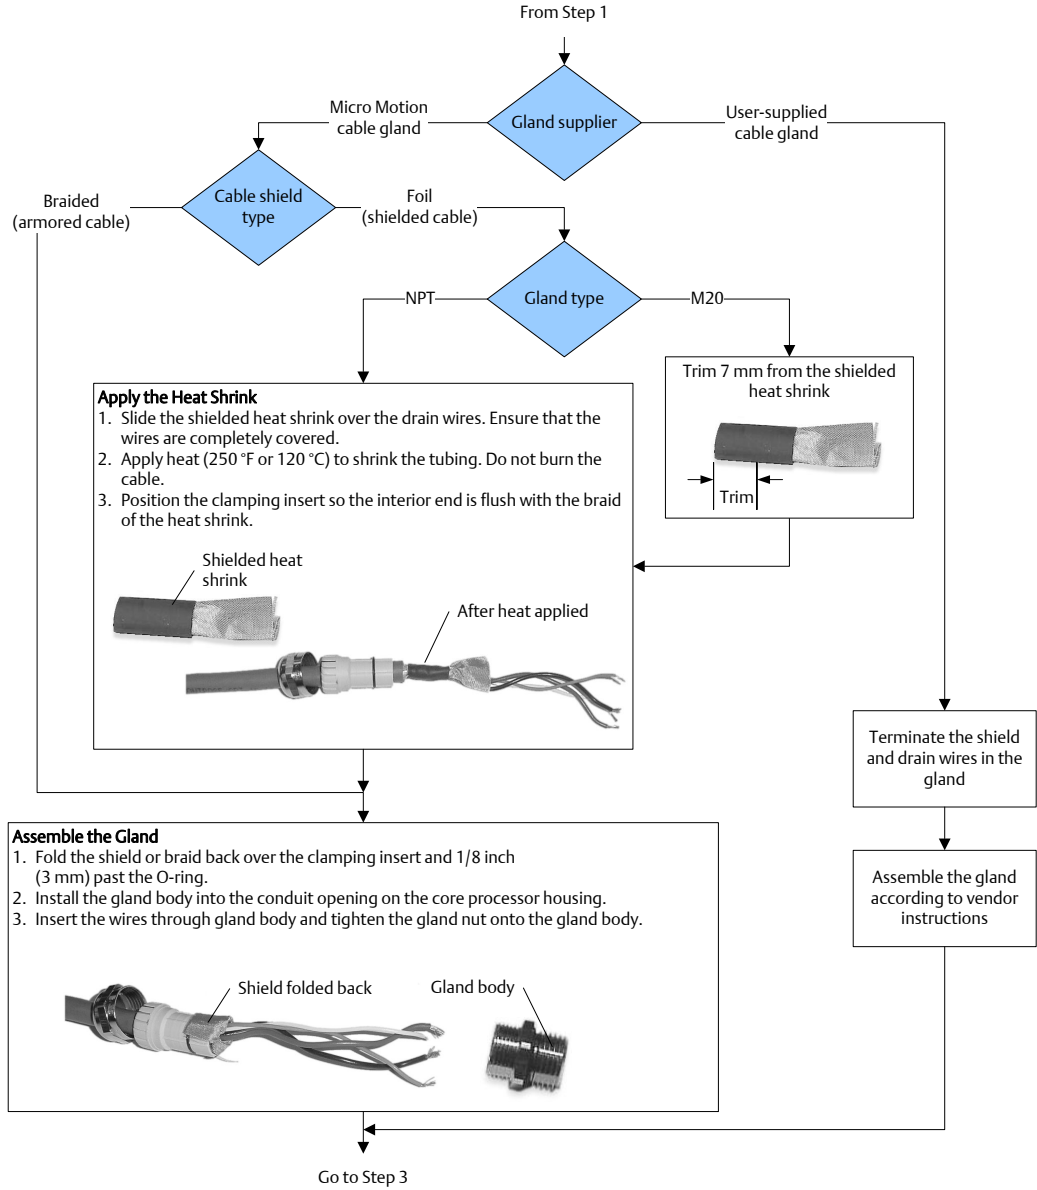 From Step 1
Gland supplier
Micro Motion
cable gland
User-supplied
cable gland
Cable shield
type
Braided
(armored cable)
Foil
(shielded cable)
Gland type
NPT
M20
Trim 7 mm from the shielded
heat shrink
Trim
Apply the Heat Shrink
1. Slide the shielded heat shrink over the drain wires. Ensure that the
wires are completely covered.
2. Apply heat (250 °F or 120 °C) to shrink the tubing. Do not burn the
cable.
3. Position the clamping insert so the interior end is flush with the braid
of the heat shrink.
Shielded heat
shrink
After heat applied
Terminate the shield
and drain wires in the
gland
Assemble the gland
according to vendor
instructions
Assemble the Gland
1. Fold the shield or braid back over the clamping insert and 1/8 inch
(3 mm) past the O-ring.
2. Install the gland body into the conduit opening on the core processor housing.
3. Insert the wires through gland body and tighten the gland nut onto the gland body.
Shield folded back
Gland body
Go to Step 3